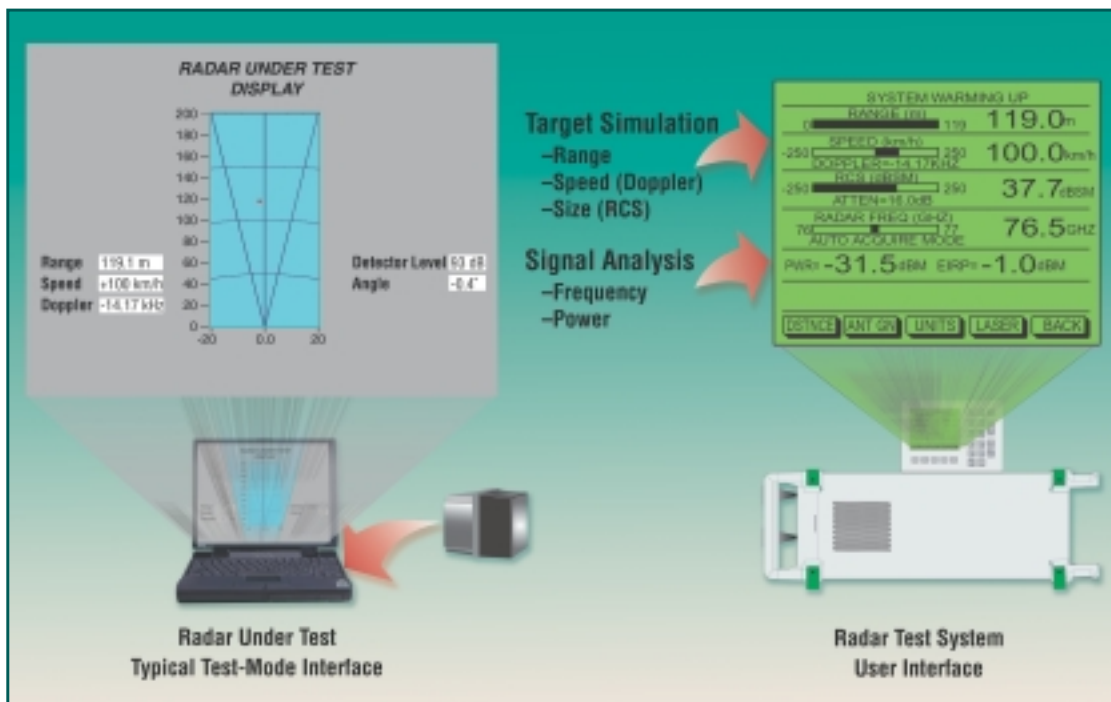 RADAR UNDER TEST
DISPLAY
200
180
160
140
120
100
80
60
40
20
0
-20 0.0 20
Range 119.1 m
Speed +100 km/h
Doppler -14.17 kHz
Detector Level 93 dB
Angle -0.4°
Target Simulation
–Range
–Speed (Doppler)
–Size (RCS)
Signal Analysis
–Frequency
–Power
SYSTEM WARMING UP
RANGE (m)
0 119 119.0m
SPEED (km/h)
-250 250 100.0km/h
DOPPLER=-14.17KHZ
RCS (dBSM)
-250 250 37.7dBSM
ATTEN=16.0dB
RADAR FREQ (GHZ)
76 77 76.5GHZ
AUTO ACQUIRE MODE
PWR=-31.5dBM EIRP=-1.0dBM
DSTNCE ANT GN UNITS LASER BACK
Radar Under Test
Typical Test-Mode Interface
Radar Test System
User Interface